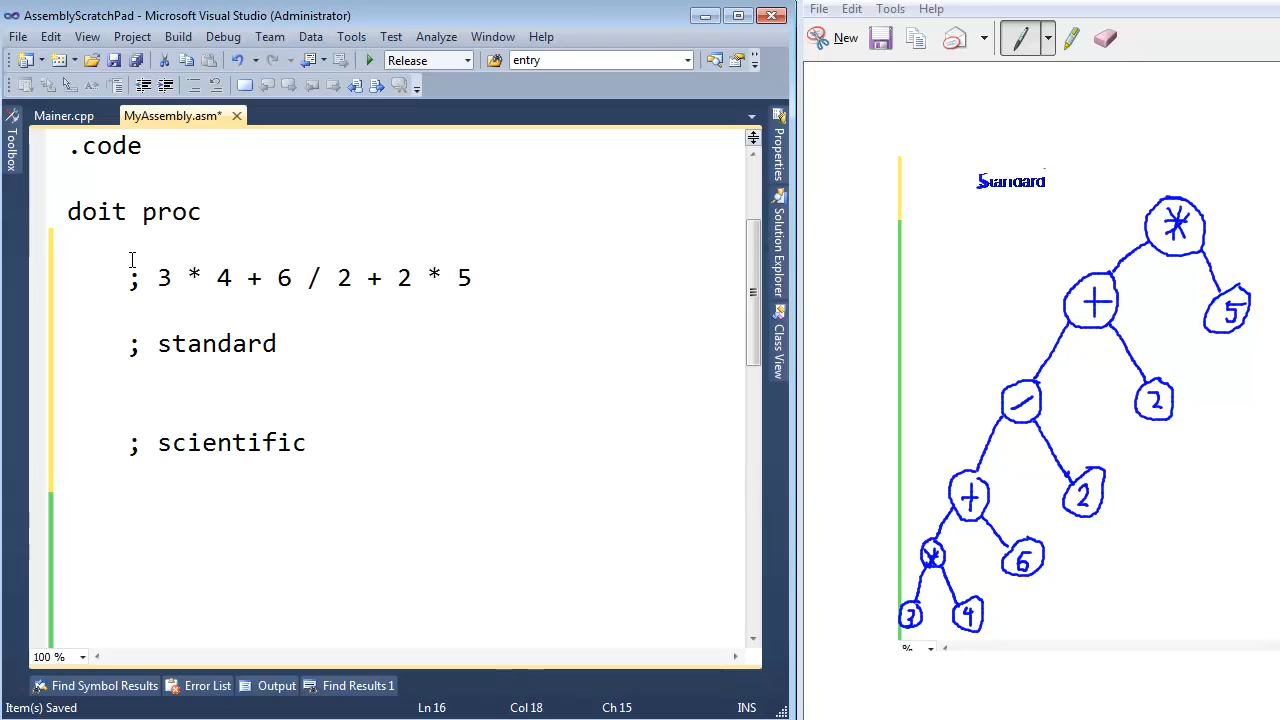 AssemblyScratchPad - Microsoft Visual Studio (Administrator)
File Edit View Project Build Debug Team Data Tools Test Analyze Window Help
Release entry
Mainer.cpp MyAssembly.asm*
Toolbox
.code
doit proc
; 3 * 4 + 6 / 2 + 2 * 5
; standard
; scientific
Properties
Solution Explorer
Class View
100 %
Find Symbol Results Error List Output Find Results 1
Item(s) Saved Ln 16 Col 18 Ch 15 INS
File Edit Tools Help
New
Standard
*
+ 5
/ 2
+ 2
* 6
3 4
%